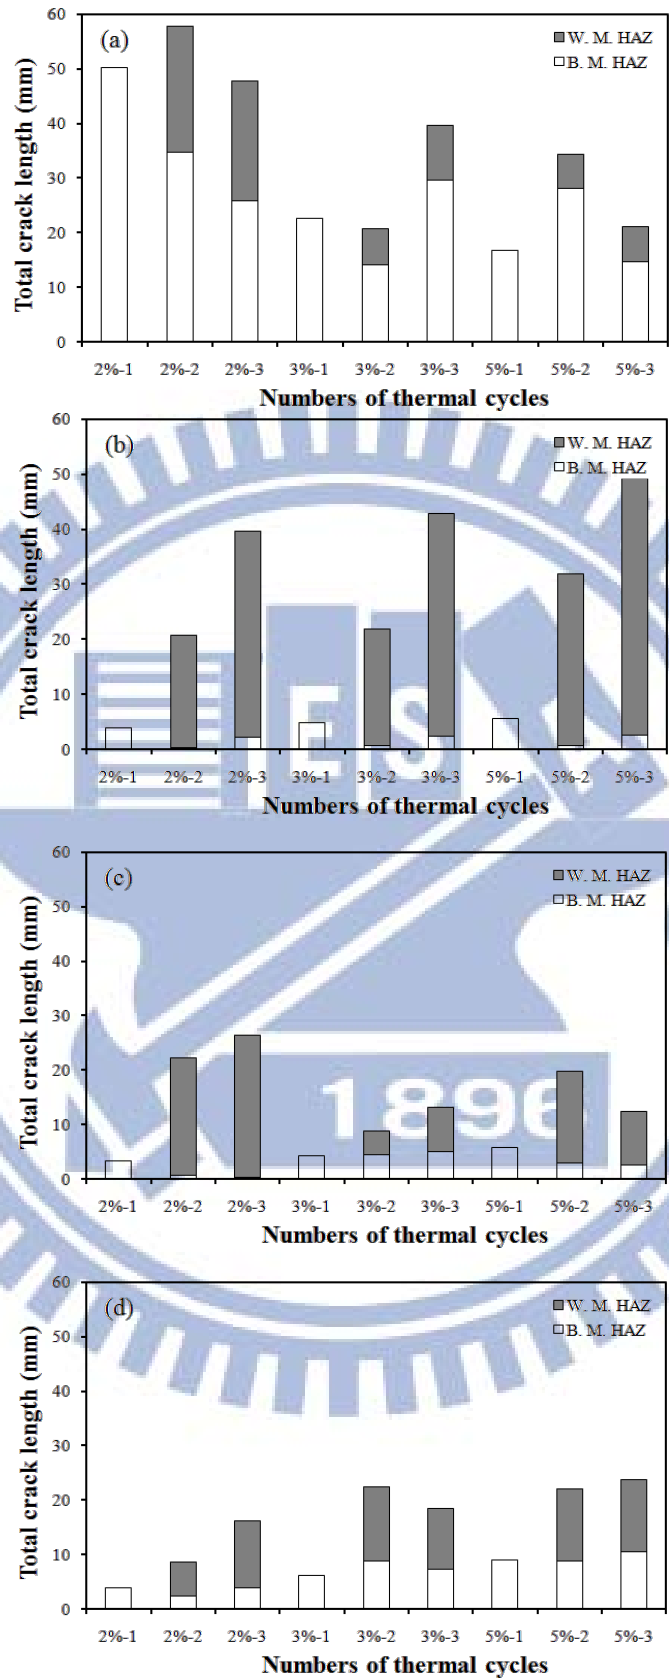 60
(a)
W. M. HAZ
B. M. HAZ
50
40
30
20
10
0
Total crack length (mm)
2%-1 2%-2 2%-3 3%-1 3%-2 3%-3 5%-1 5%-2 5%-3
Numbers of thermal cycles
60
(b)
W. M. HAZ
B. M. HAZ
50
40
30
20
10
0
Total crack length (mm)
ES
2%-1 2%-2 2%-3 3%-1 3%-2 3%-3 5%-1 5%-2 5%-3
Numbers of thermal cycles
60
(c)
W. M. HAZ
B. M. HAZ
50
40
30
20
10
0
Total crack length (mm)
1896
2%-1 2%-2 2%-3 3%-1 3%-2 3%-3 5%-1 5%-2 5%-3
Numbers of thermal cycles
60
(d)
W. M. HAZ
B. M. HAZ
50
40
30
20
10
0
Total crack length (mm)
2%-1 2%-2 2%-3 3%-1 3%-2 3%-3 5%-1 5%-2 5%-3
Numbers of thermal cycles